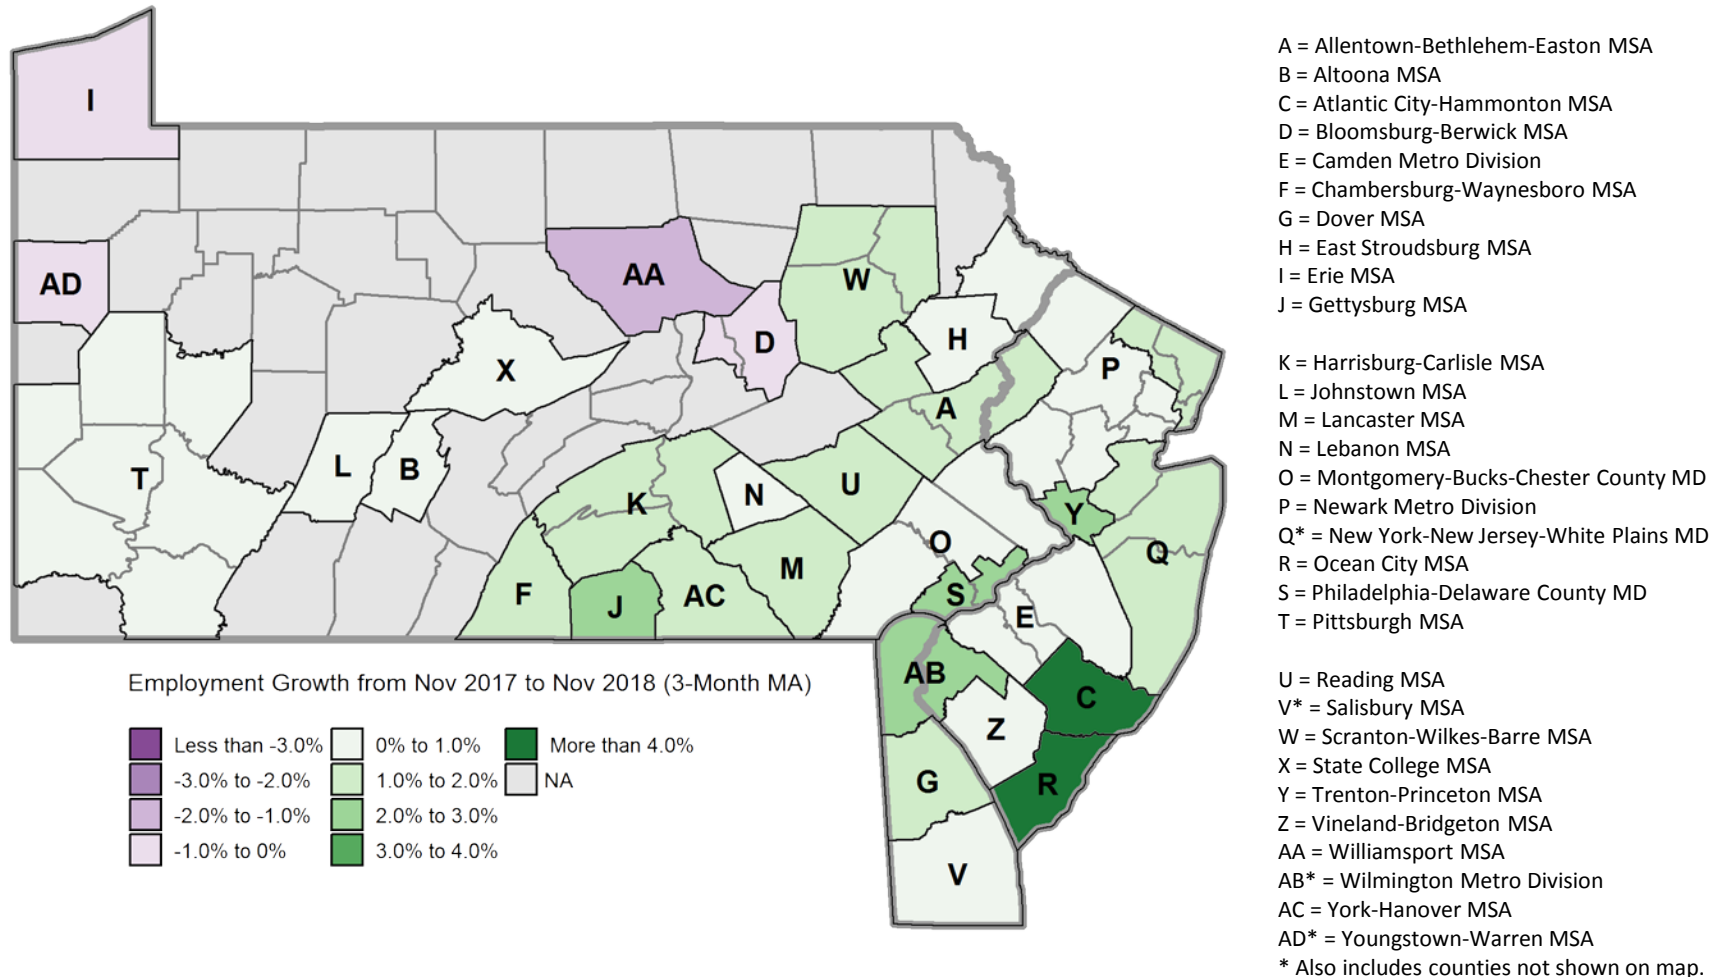 I
AD
AA
W
D
H
P
X
A
T
L
B
K
N
U
Y
O
Q
F
J
AC
M
S
E
AB
C
Z
G
R
V
Employment Growth from Nov 2017 to Nov 2018 (3-Month MA)
Less than -3.0%
-3.0% to -2.0%
-2.0% to -1.0%
-1.0% to 0%
0% to 1.0%
1.0% to 2.0%
2.0% to 3.0%
3.0% to 4.0%
More than 4.0%
NA
A = Allentown-Bethlehem-Easton MSA
B = Altoona MSA
C = Atlantic City-Hammonton MSA
D = Bloomsburg-Berwick MSA
E = Camden Metro Division
F = Chambersburg-Waynesboro MSA
G = Dover MSA
H = East Stroudsburg MSA
I = Erie MSA
J = Gettysburg MSA
K = Harrisburg-Carlisle MSA
L = Johnstown MSA
M = Lancaster MSA
N = Lebanon MSA
O = Montgomery-Bucks-Chester County MD
P = Newark Metro Division
Q* = New York-New Jersey-White Plains MD
R = Ocean City MSA
S = Philadelphia-Delaware County MD
T = Pittsburgh MSA
U = Reading MSA
V* = Salisbury MSA
W = Scranton-Wilkes-Barre MSA
X = State College MSA
Y = Trenton-Princeton MSA
Z = Vineland-Bridgeton MSA
AA = Williamsport MSA
AB* = Wilmington Metro Division
AC = York-Hanover MSA
AD* = Youngstown-Warren MSA
* Also includes counties not shown on map.